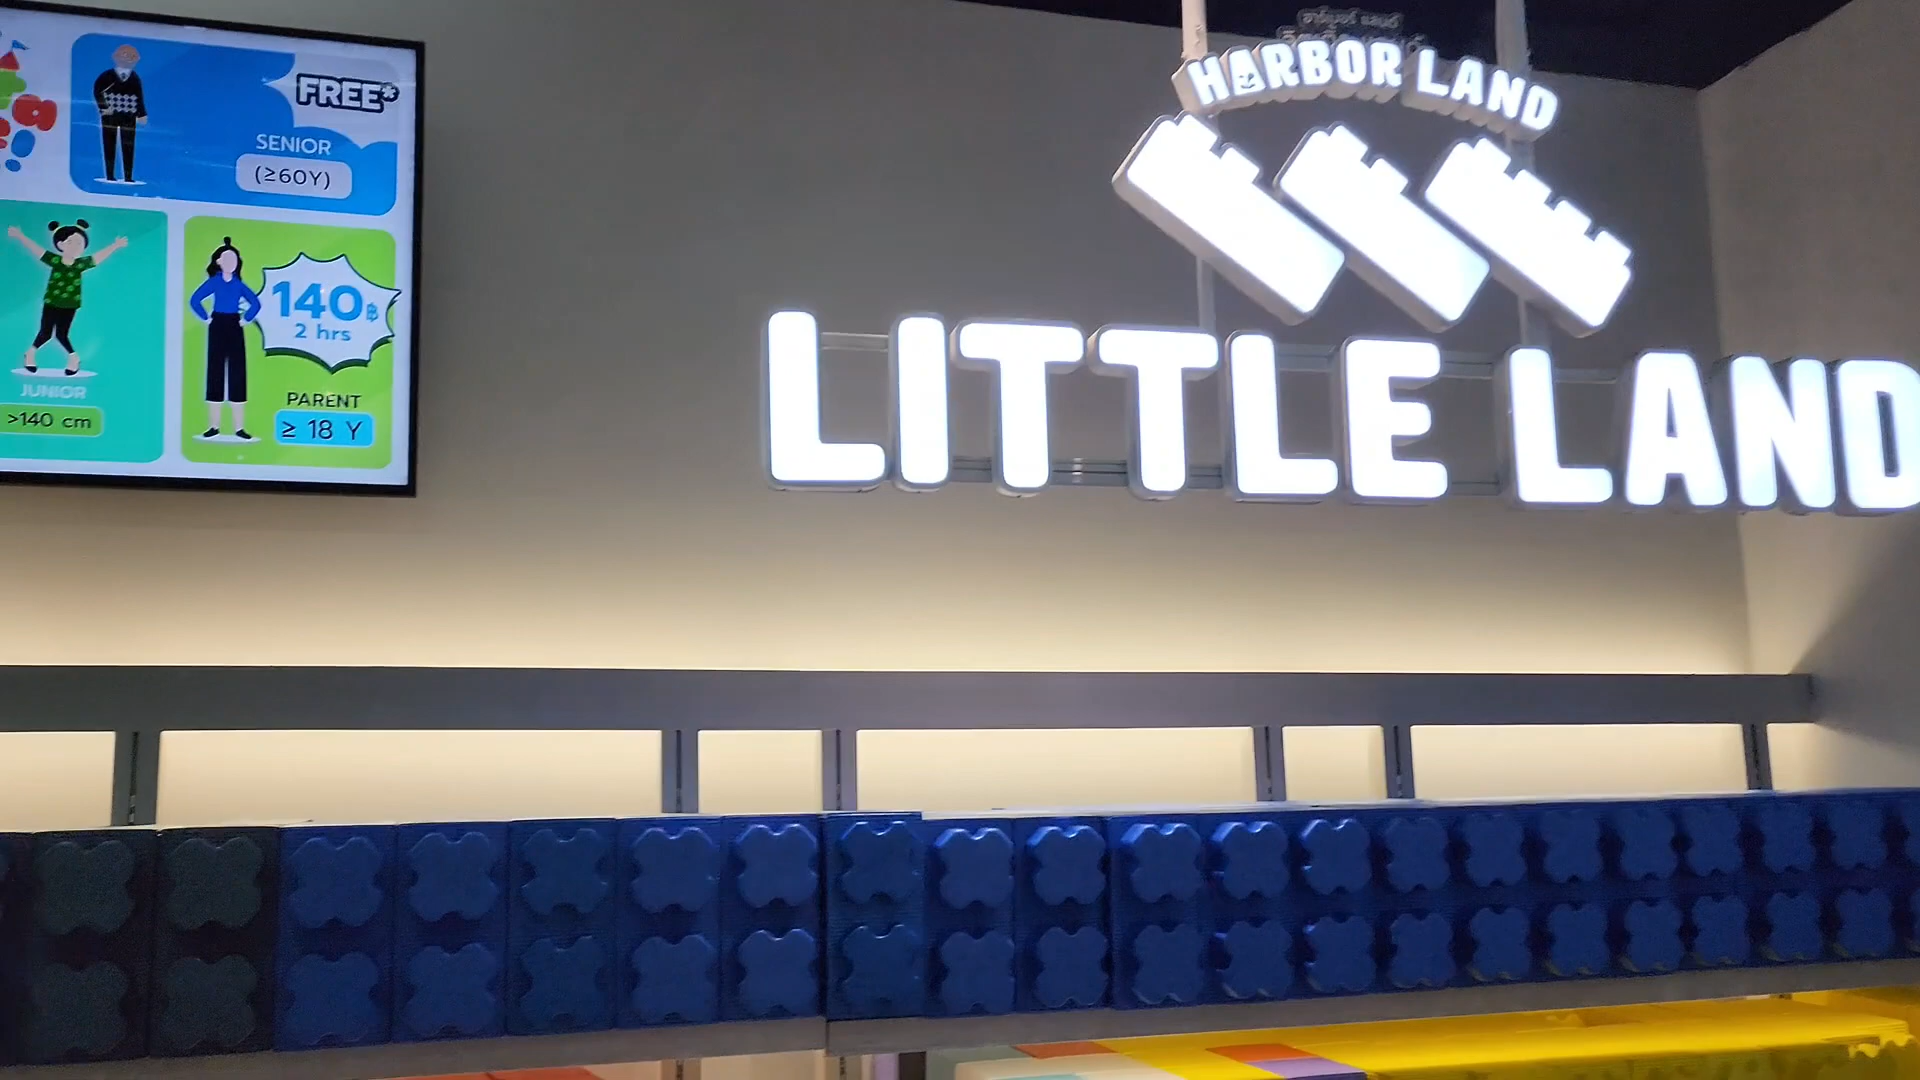 FREE*
SENIOR
(≥60Y)
JUNIOR
>140 cm
140฿
2 hrs
PARENT
≥ 18 Y
HARBOR LAND
LITTLE LAND